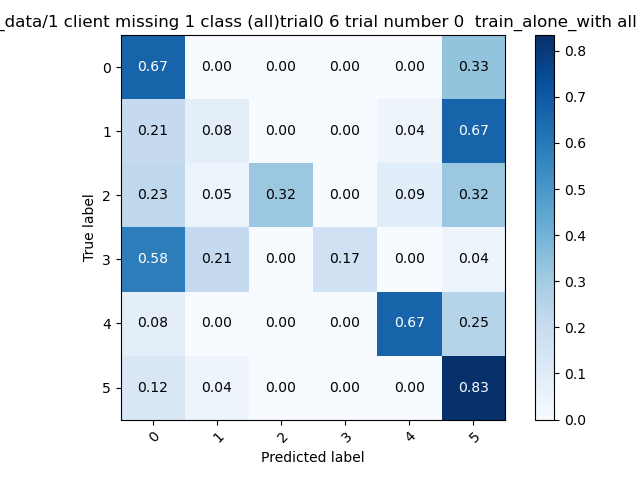 _data/1 client missing 1 class (all)trial0 6 trial number 0  train_alone_with all
0 0.67 0.00 0.00 0.00 0.00 0.33
1 0.21 0.08 0.00 0.00 0.04 0.67
2 0.23 0.05 0.32 0.00 0.09 0.32
3 0.58 0.21 0.00 0.17 0.00 0.04
4 0.08 0.00 0.00 0.00 0.67 0.25
5 0.12 0.04 0.00 0.00 0.00 0.83
0 1 2 3 4 5
Predicted label
True label
0.8
0.7
0.6
0.5
0.4
0.3
0.2
0.1
0.0